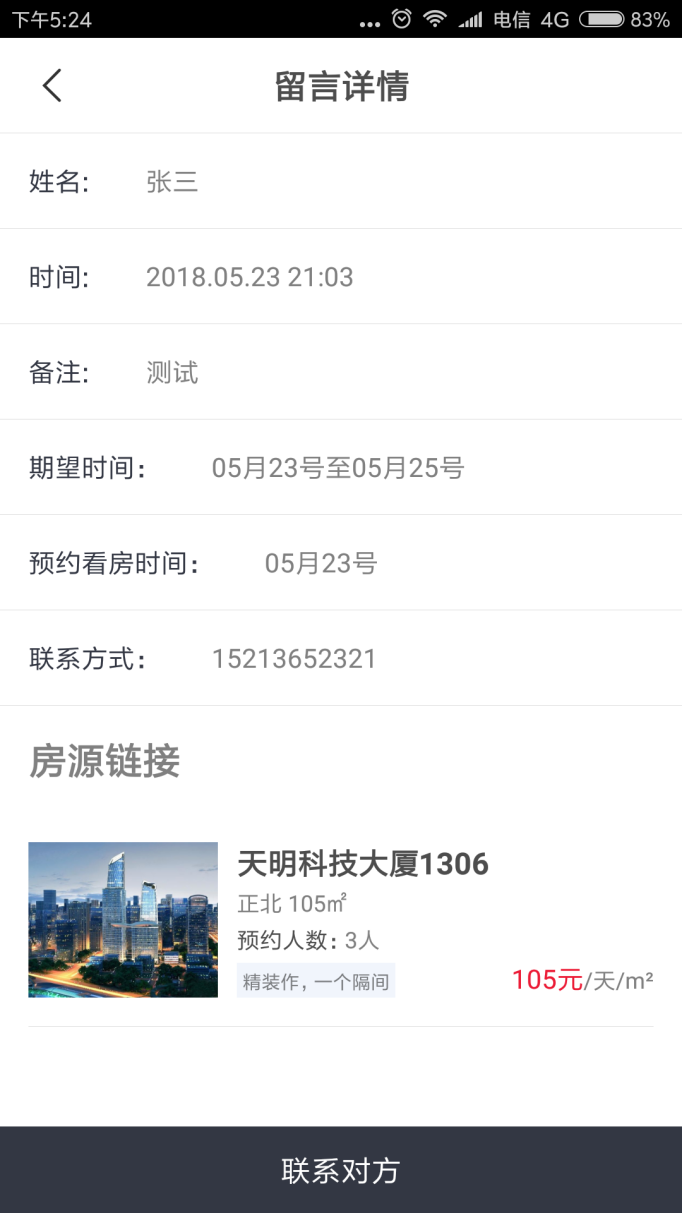 下午5:24 ... 电信 4G 83%
留言详情
姓名: 张三
时间: 2018.05.23 21:03
备注: 测试
期望时间： 05月23号至05月25号
预约看房时间： 05月23号
联系方式： 15213652321
房源链接
天明科技大厦1306
正北 105㎡
预约人数：3人
精装作，一个隔间 105元/天/m²
联系对方